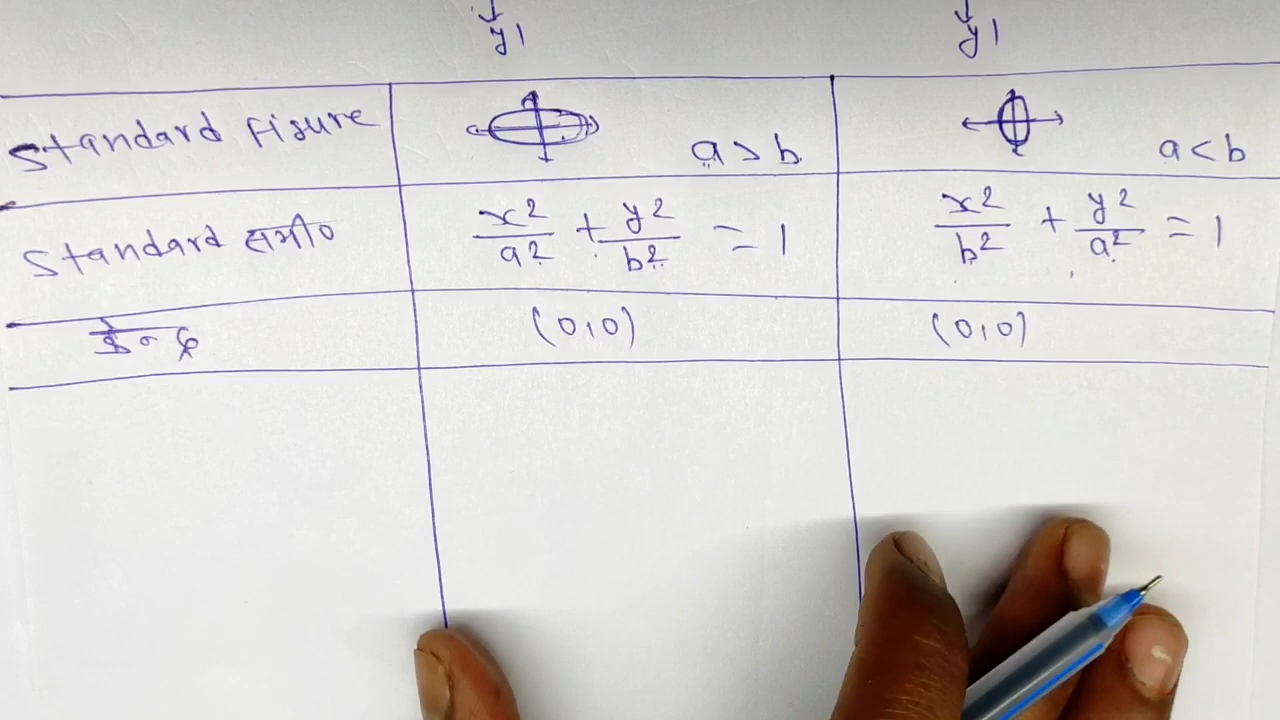 y1 y1
Standard Figure a > b a < b
Standard समी० x²/a² + y²/b² = 1 x²/b² + y²/a² = 1
केन्द्र (0,0) (0,0)